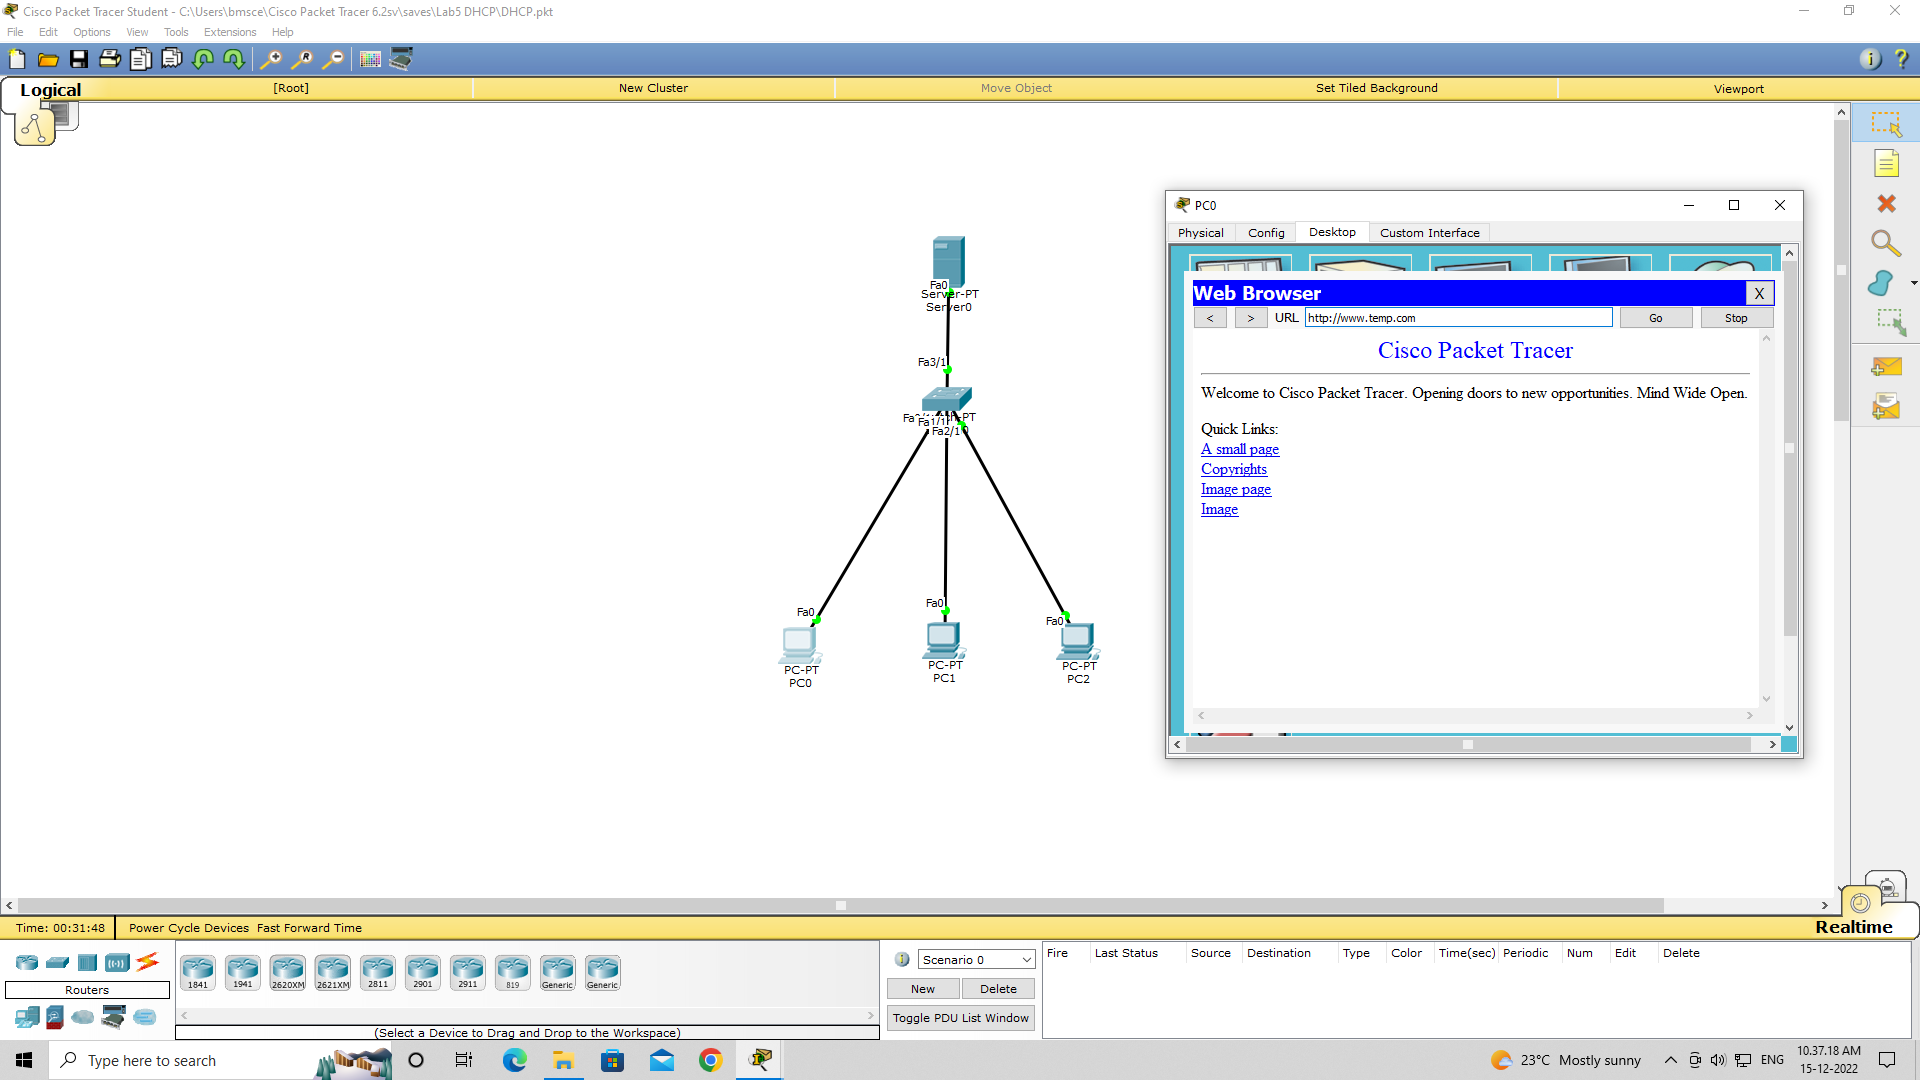 Cisco Packet Tracer Student - C:\Users\bmsce\Cisco Packet Tracer 6.2sv\saves\Lab5 DHCP\DHCP.pkt
File Edit Options View Tools Extensions Help
Logical [Root] New Cluster Move Object Set Tiled Background Viewport
PC0
Physical Config Desktop Custom Interface
Web Browser X
< > URL http://www.temp.com Go Stop
Cisco Packet Tracer
Welcome to Cisco Packet Tracer. Opening doors to new opportunities. Mind Wide Open.
Quick Links:
A small page
Copyrights
Image page
Image
Fa0
Server-PT
Server0
Fa3/1
Fa1/1
Fa2/1
Fa0
PC-PT
PC0
Fa0
PC-PT
PC1
Fa0
PC-PT
PC2
Time: 00:31:48 Power Cycle Devices Fast Forward Time Realtime
Routers
1841 1941 2620XM 2621XM 2811 2901 2911 819 Generic Generic
(Select a Device to Drag and Drop to the Workspace)
Scenario 0
New Delete
Toggle PDU List Window
Fire Last Status Source Destination Type Color Time(sec) Periodic Num Edit Delete
Type here to search
23°C Mostly sunny
ENG
10.37.18 AM
15-12-2022